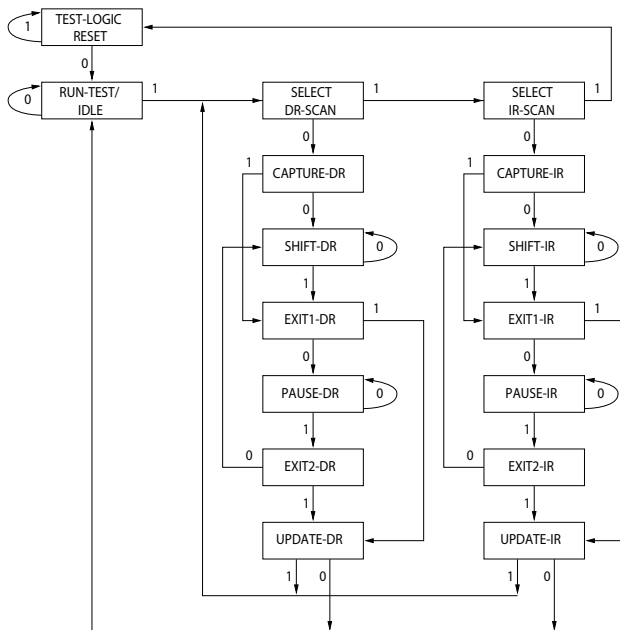 TEST-LOGIC
RESET
1
0
RUN-TEST/
IDLE
0
1
SELECT
DR-SCAN
1
SELECT
IR-SCAN
1
0
0
1
CAPTURE-DR
1
CAPTURE-IR
0
0
SHIFT-DR
0
SHIFT-IR
0
1
1
EXIT1-DR
1
EXIT1-IR
1
0
0
PAUSE-DR
0
PAUSE-IR
0
1
1
0
EXIT2-DR
0
EXIT2-IR
1
1
UPDATE-DR
UPDATE-IR
1
0
1
0